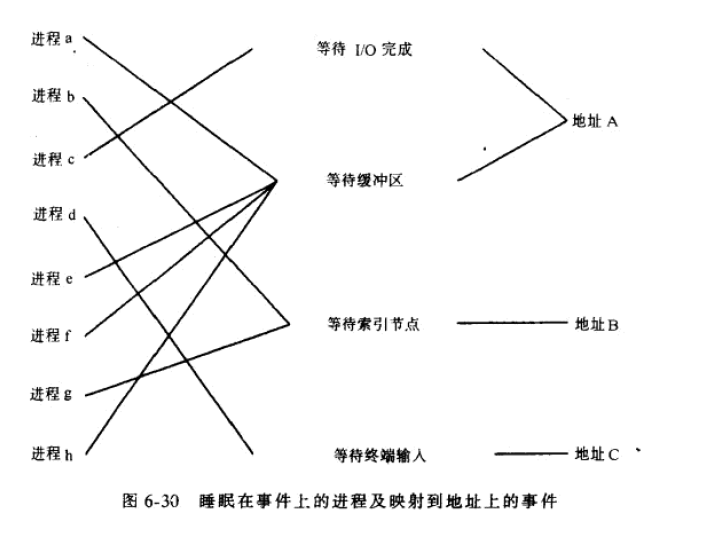 进程 a
等待 I/O 完成
进程 b
地址 A
进程 c
等待缓冲区
进程 d
进程 e
进程 f
等待索引节点
地址 B
进程 g
进程 h
等待终端输入
地址 C
图 6-30 睡眠在事件上的进程及映射到地址上的事件